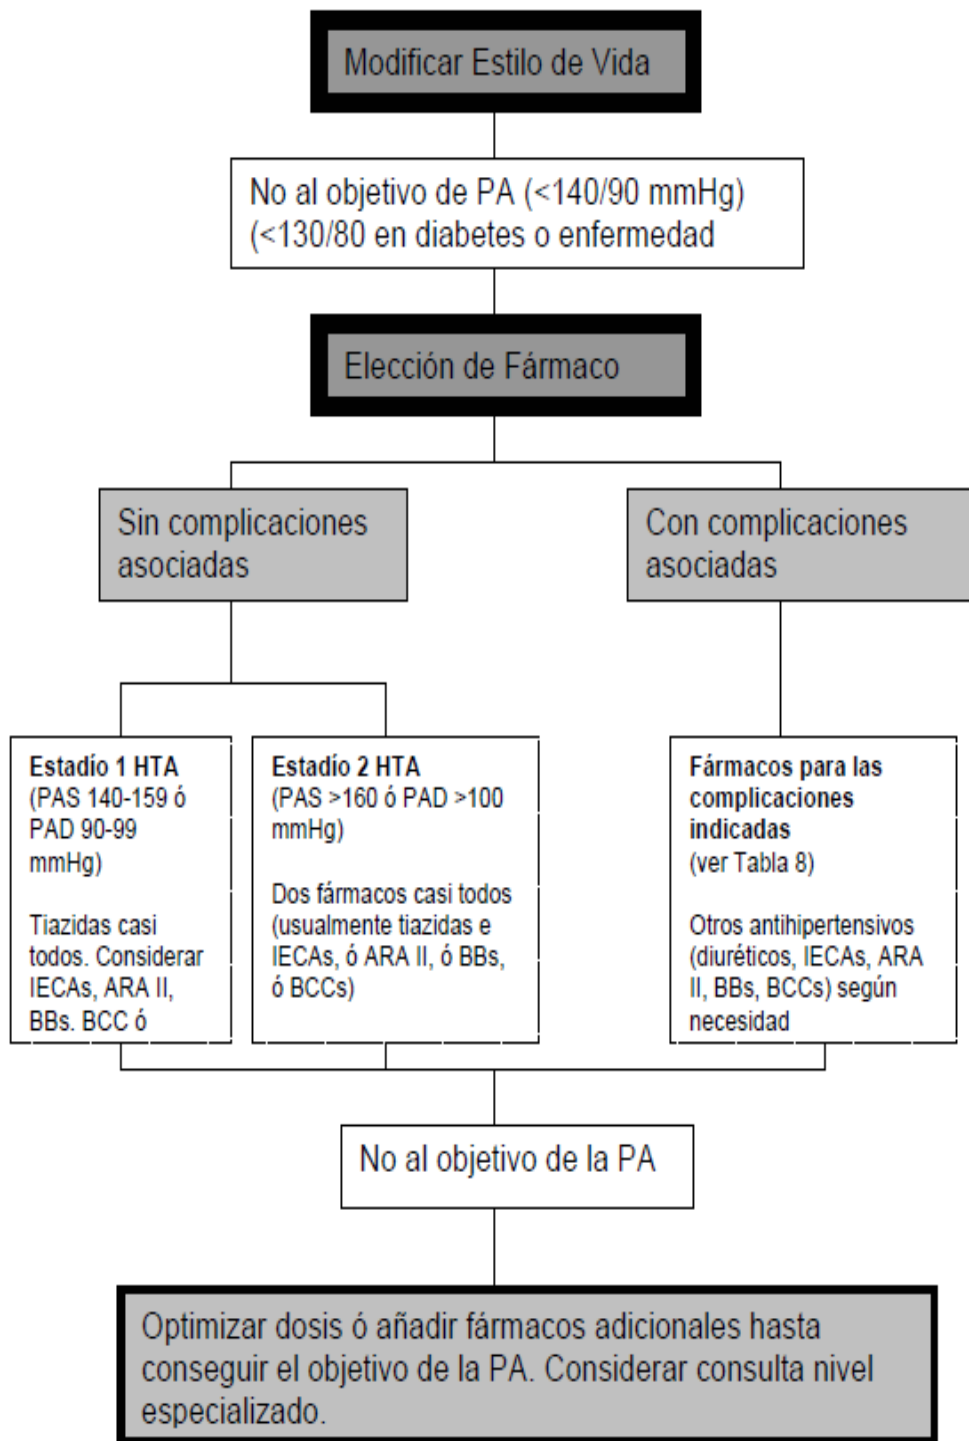 Modificar Estilo de Vida
No al objetivo de PA (<140/90 mmHg)
(<130/80 en diabetes o enfermedad
Elección de Fármaco
Sin complicaciones
asociadas
Con complicaciones
asociadas
Estadío 1 HTA
(PAS 140-159 ó
PAD 90-99
mmHg)
Tiazidas casi
todos. Considerar
IECAs, ARA II,
BBs. BCC ó
Estadío 2 HTA
(PAS >160 ó PAD >100
mmHg)
Dos fármacos casi todos
(usualmente tiazidas e
IECAs, ó ARA II, ó BBs,
ó BCCs)
Fármacos para las
complicaciones
indicadas
(ver Tabla 8)
Otros antihipertensivos
(diuréticos, IECAs, ARA
II, BBs, BCCs) según
necesidad
No al objetivo de la PA
Optimizar dosis ó añadir fármacos adicionales hasta
conseguir el objetivo de la PA. Considerar consulta nivel
especializado.